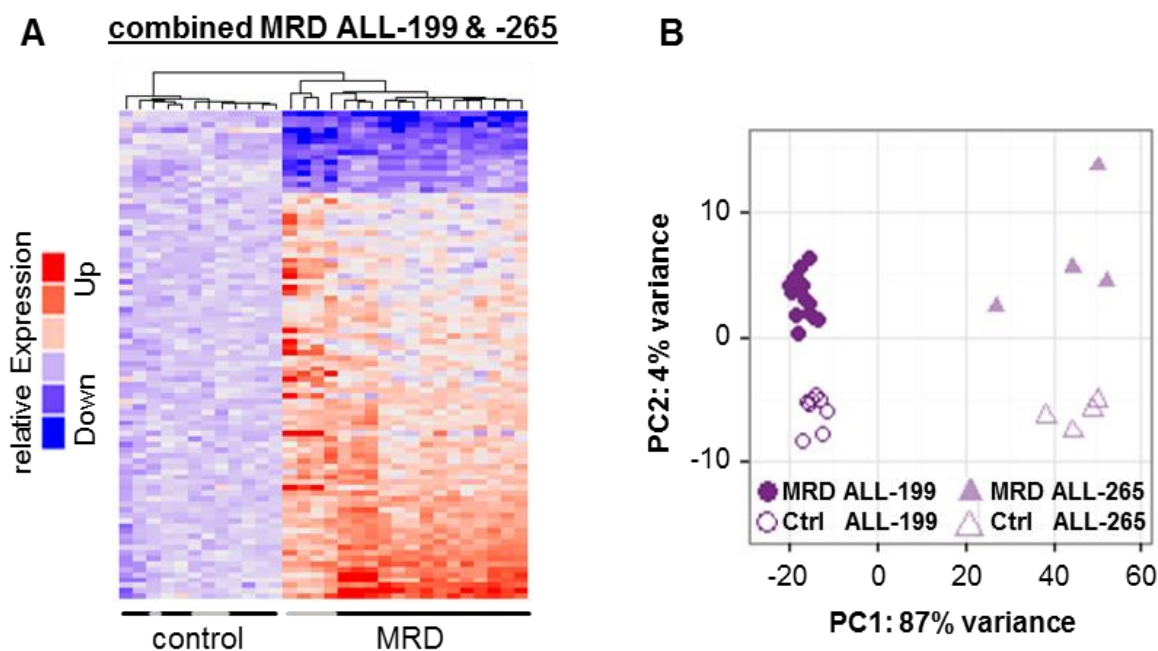 A
combined MRD ALL-199 & -265
relative Expression
Up
Down
control
MRD
B
PC2: 4% variance
10
0
-10
MRD ALL-199
MRD ALL-265
Ctrl ALL-199
Ctrl ALL-265
-20
0
20
40
60
PC1: 87% variance